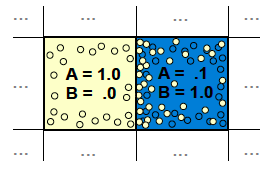 ... ... ...
... A = 1.0 A = .1 ...
B = .0 B = 1.0
... ... ...